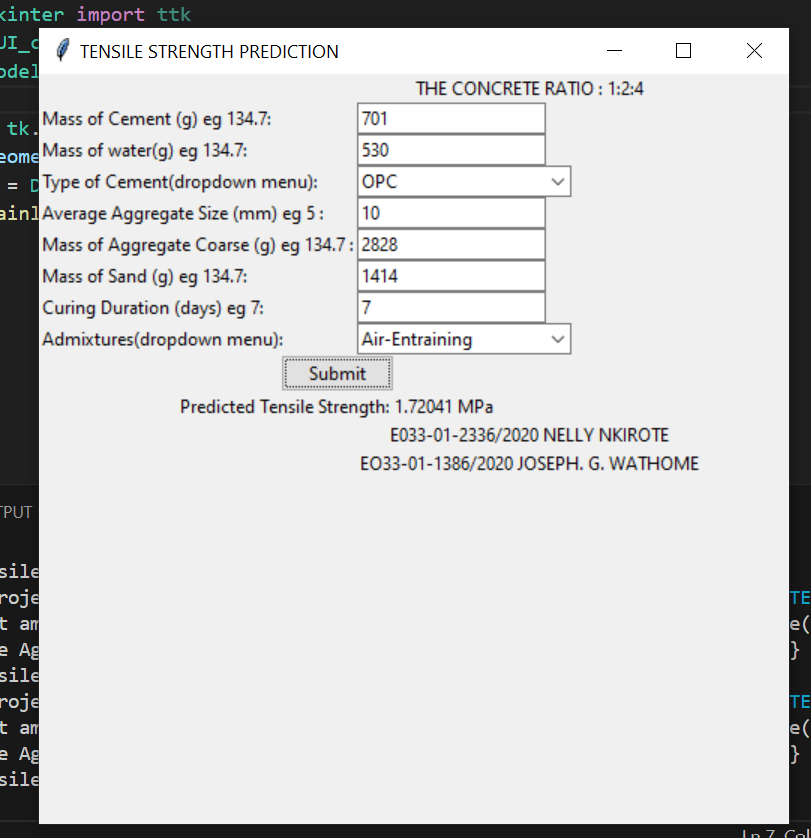 kinter import ttk
TENSILE STRENGTH PREDICTION
THE CONCRETE RATIO : 1:2:4
Mass of Cement (g) eg 134.7: 701
Mass of water(g) eg 134.7: 530
Type of Cement(dropdown menu): OPC
Average Aggregate Size (mm) eg 5 : 10
Mass of Aggregate Coarse (g) eg 134.7 : 2828
Mass of Sand (g) eg 134.7: 1414
Curing Duration (days) eg 7: 7
Admixtures(dropdown menu): Air-Entraining
Submit
Predicted Tensile Strength: 1.72041 MPa
E033-01-2336/2020 NELLY NKIROTE
EO33-01-1386/2020 JOSEPH. G. WATHOME
TPUT
sile
roje TE
t am e(
e Ag }
sile
roje TE
t am e(
e Ag }
sile
Ln 7, Col